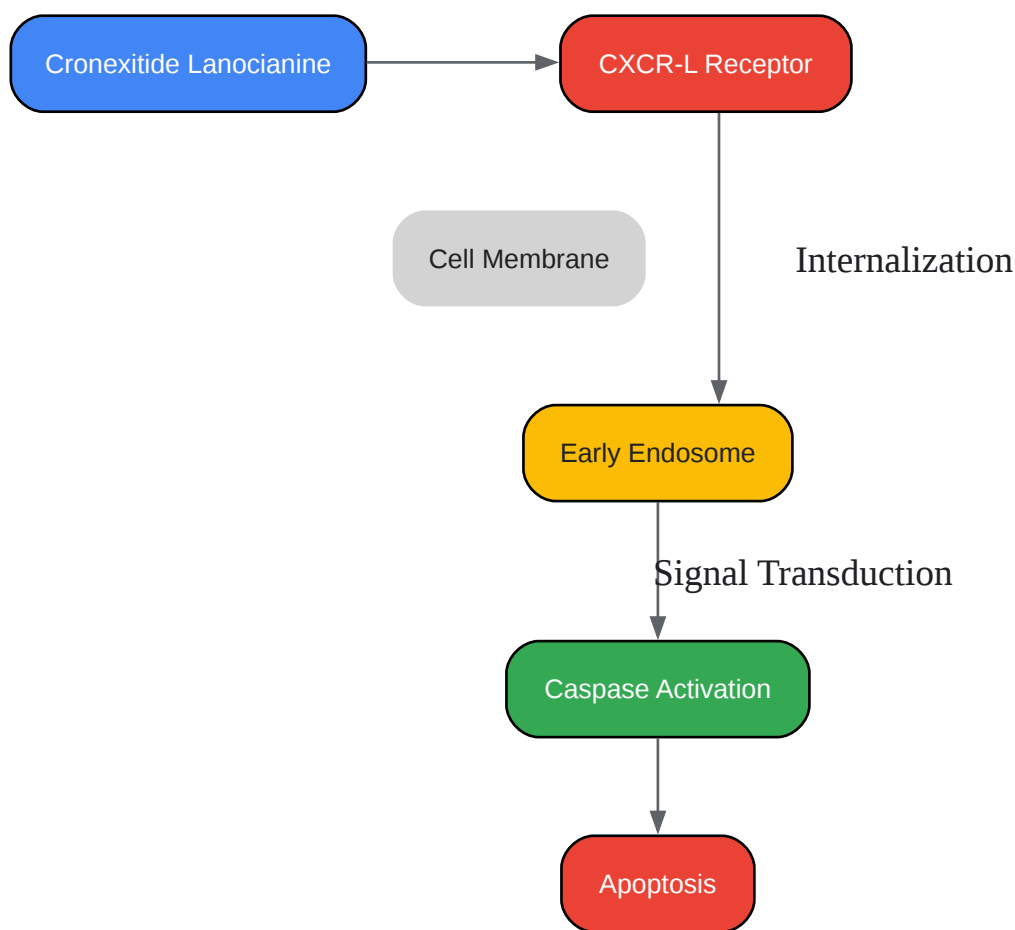 Cronexitide Lanocianine
CXCR-L Receptor
Cell Membrane
Internalization
Early Endosome
Signal Transduction
Caspase Activation
Apoptosis